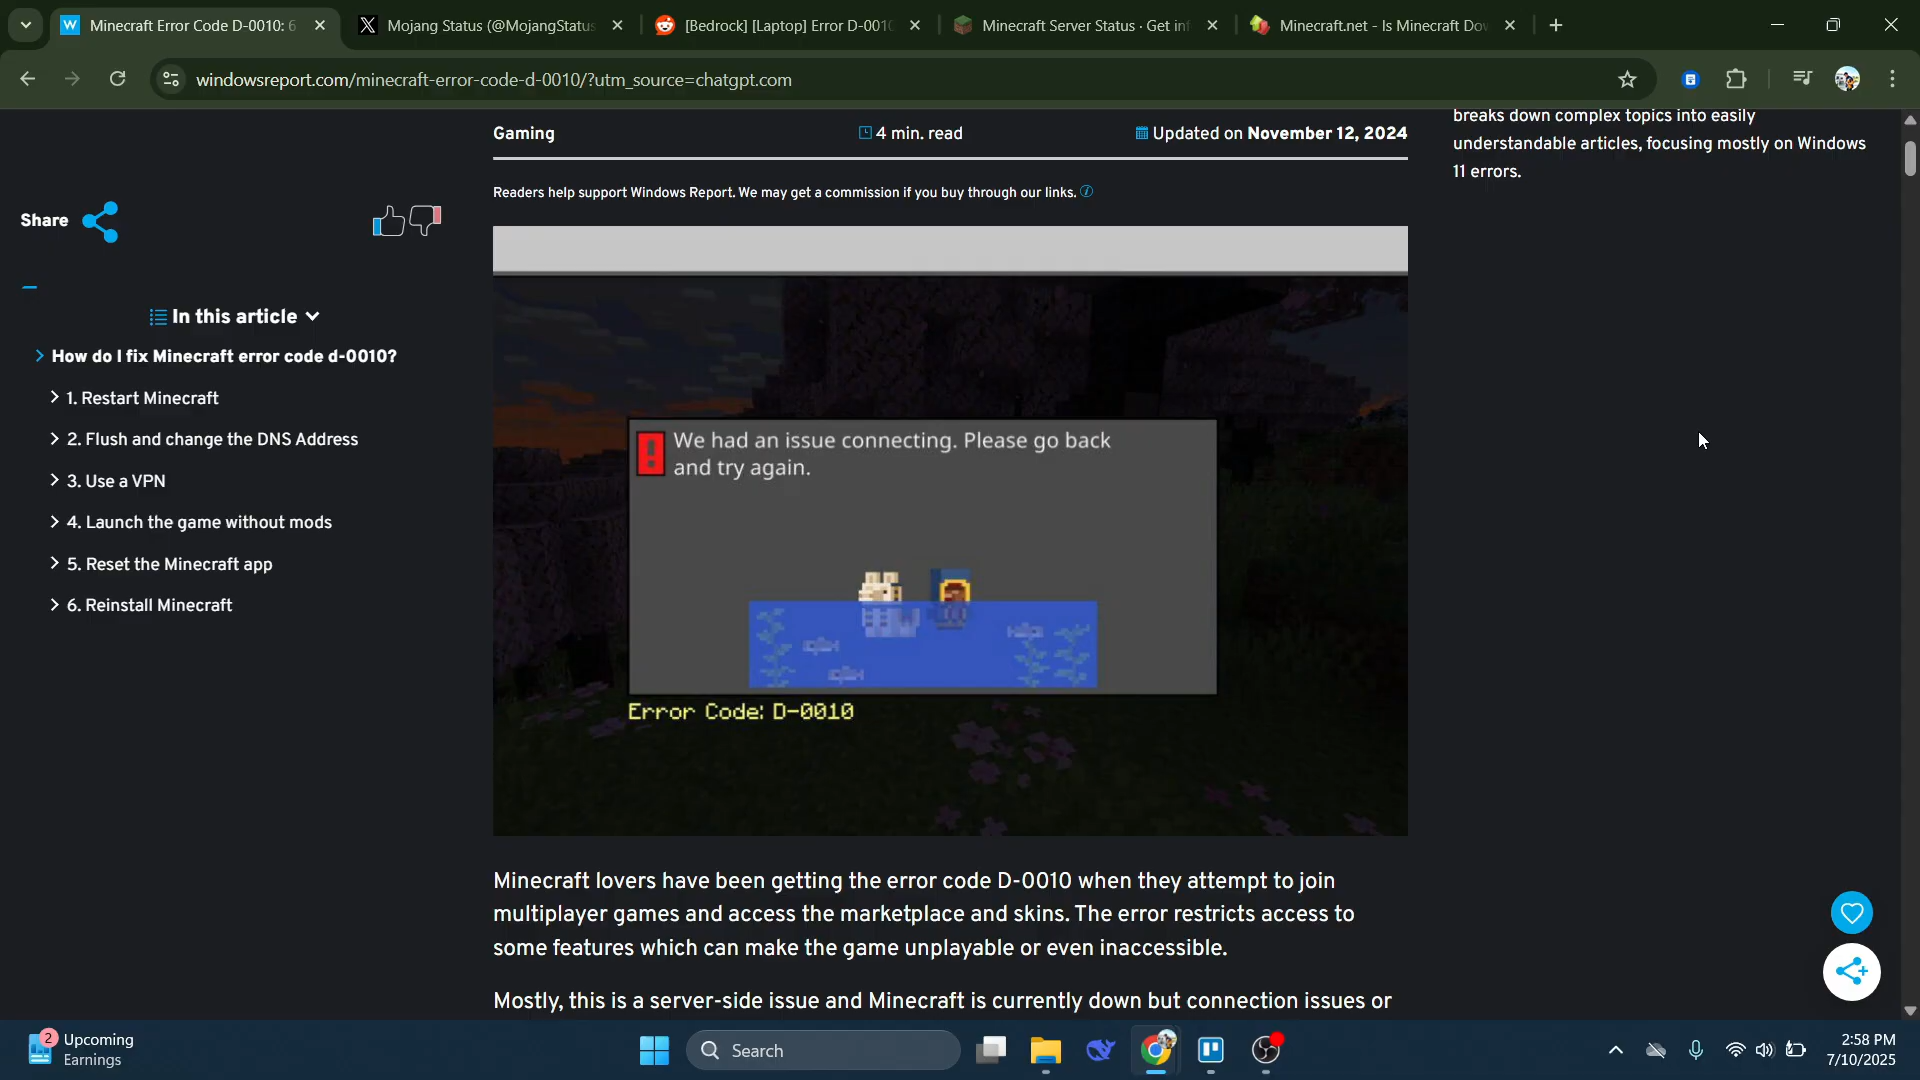 Minecraft Error Code D-0010: 6
Mojang Status (@MojangStatus
[Bedrock] [Laptop] Error D-0010
Minecraft Server Status · Get inf
Minecraft.net - Is Minecraft Dow
windowsreport.com/minecraft-error-code-d-0010/?utm_source=chatgpt.com
Gaming
4 min. read
Updated on November 12, 2024
breaks down complex topics into easily
understandable articles, focusing mostly on Windows
11 errors.
Readers help support Windows Report. We may get a commission if you buy through our links.
Share
In this article
How do I fix Minecraft error code d-0010?
1. Restart Minecraft
2. Flush and change the DNS Address
3. Use a VPN
4. Launch the game without mods
5. Reset the Minecraft app
6. Reinstall Minecraft
We had an issue connecting. Please go back
and try again.
Error Code: D-0010
Minecraft lovers have been getting the error code D-0010 when they attempt to join
multiplayer games and access the marketplace and skins. The error restricts access to
some features which can make the game unplayable or even inaccessible.
Mostly, this is a server-side issue and Minecraft is currently down but connection issues or
2
Upcoming
Earnings
Search
2:58 PM
7/10/2025